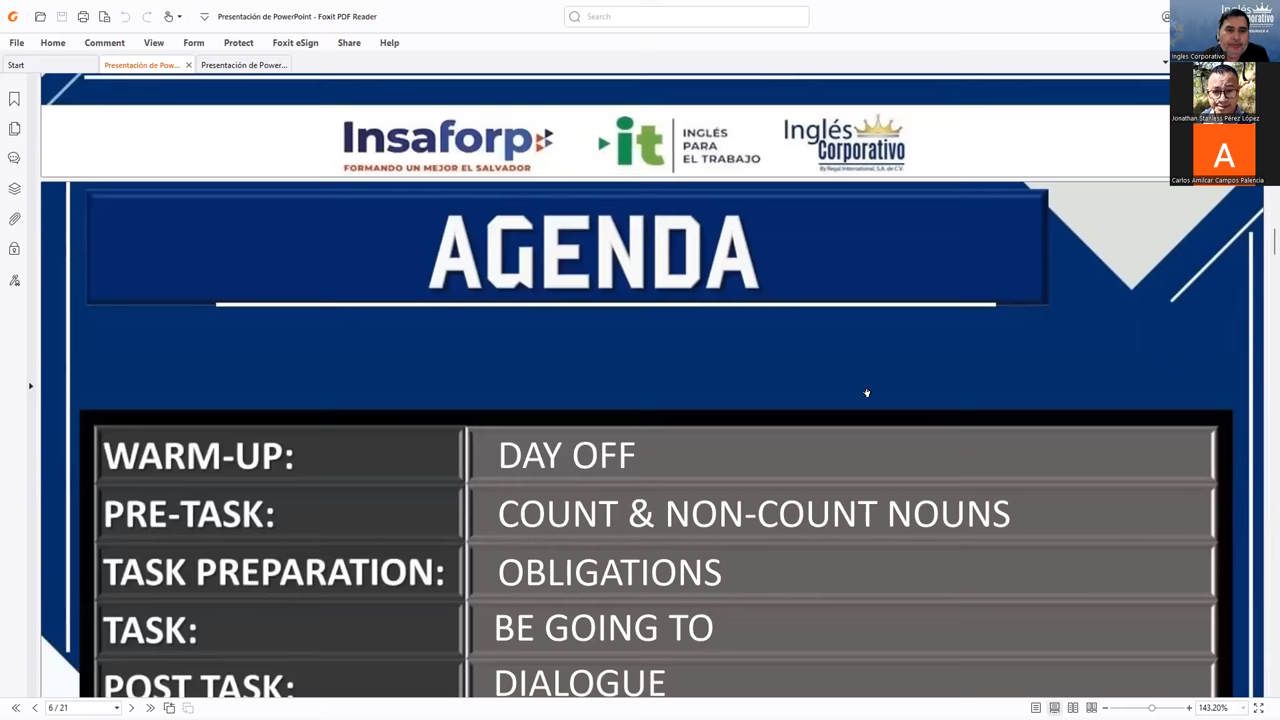 Presentación de PowerPoint - Foxit PDF Reader
Search
File Home Comment View Form Protect Foxit eSign Share Help
Start Presentación de Pow... Presentación de Power...
Inglés Corporativo
Ingles Corporativo
Jonathan Stanless Pérez López
A
Carlos Amilcar Campos Palencia
Insaforp
FORMANDO UN MEJOR EL SALVADOR
it INGLÉS PARA EL TRABAJO
Inglés Corporativo
By Regal International, S.A. de C.V.
AGENDA
WARM-UP: DAY OFF
PRE-TASK: COUNT & NON-COUNT NOUNS
TASK PREPARATION: OBLIGATIONS
TASK: BE GOING TO
POST TASK: DIALOGUE
6 / 21
143.20%